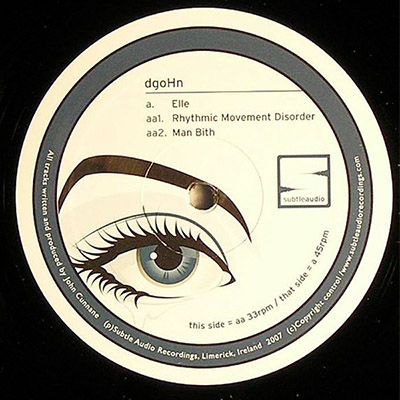 dgoHn
a. Elle
aa1. Rhythmic Movement Disorder
aa2. Man Bith
subtleaudio
this side = aa 33rpm / that side = a 45rpm
All tracks written and produced by John Cunnane (p)Subtle Audio Recordings, Limerick, Ireland 2007 (c)Copyright control /www.subtleaudiorecordings.com